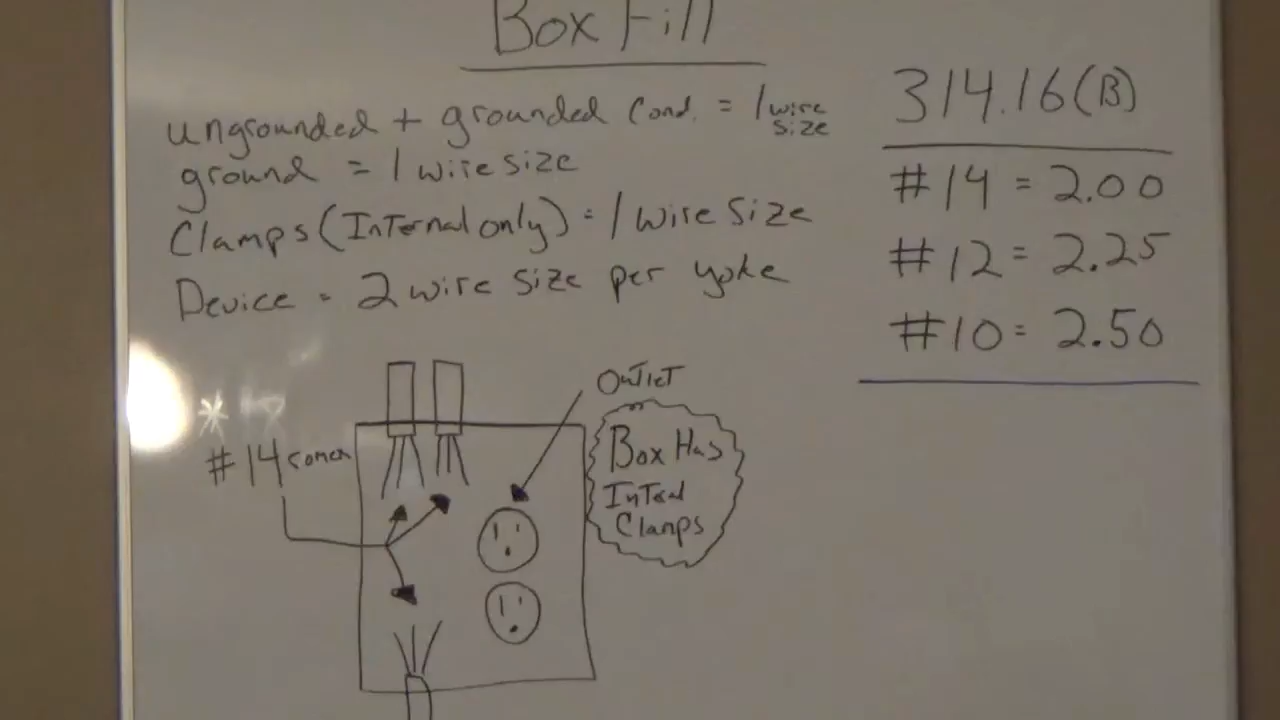 Box Fill
ungrounded + grounded Cond. = 1 wire size
ground = 1 wire size
Clamps (Internal only) = 1 wire size
Device = 2 wire size per yoke
314.16(B)
#14 = 2.00
#12 = 2.25
#10 = 2.50
OuTleT
#14 romex
Box Has
InTernal
Clamps